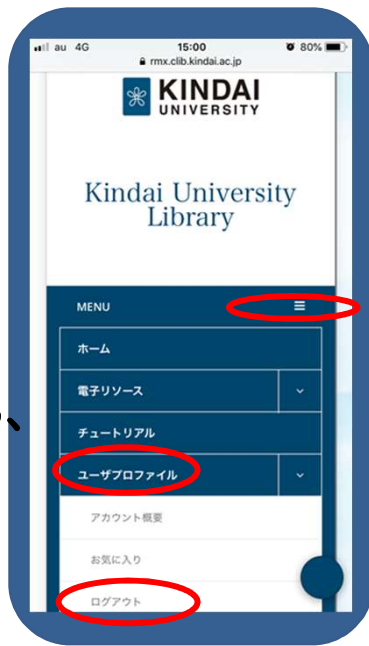 au 4G 15:00 80%
rmx.clib.kindai.ac.jp
KINDAI
UNIVERSITY
Kindai University
Library
MENU
ホーム
電子リソース
チュートリアル
ユーザプロファイル
アカウント概要
お気に入り
ログアウト